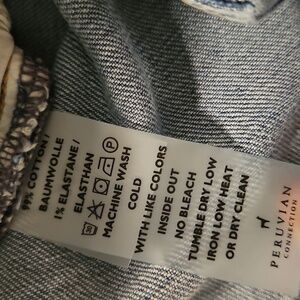 99% COTTON /
BAUMWOLLE
1% ELASTANE /
ELASTHAN
MACHINE WASH
COLD
WITH LIKE COLORS
INSIDE OUT
NO BLEACH
TUMBLE DRY LOW
IRON LOW HEAT
OR DRY CLEAN
PERUVIAN
CONNECTION